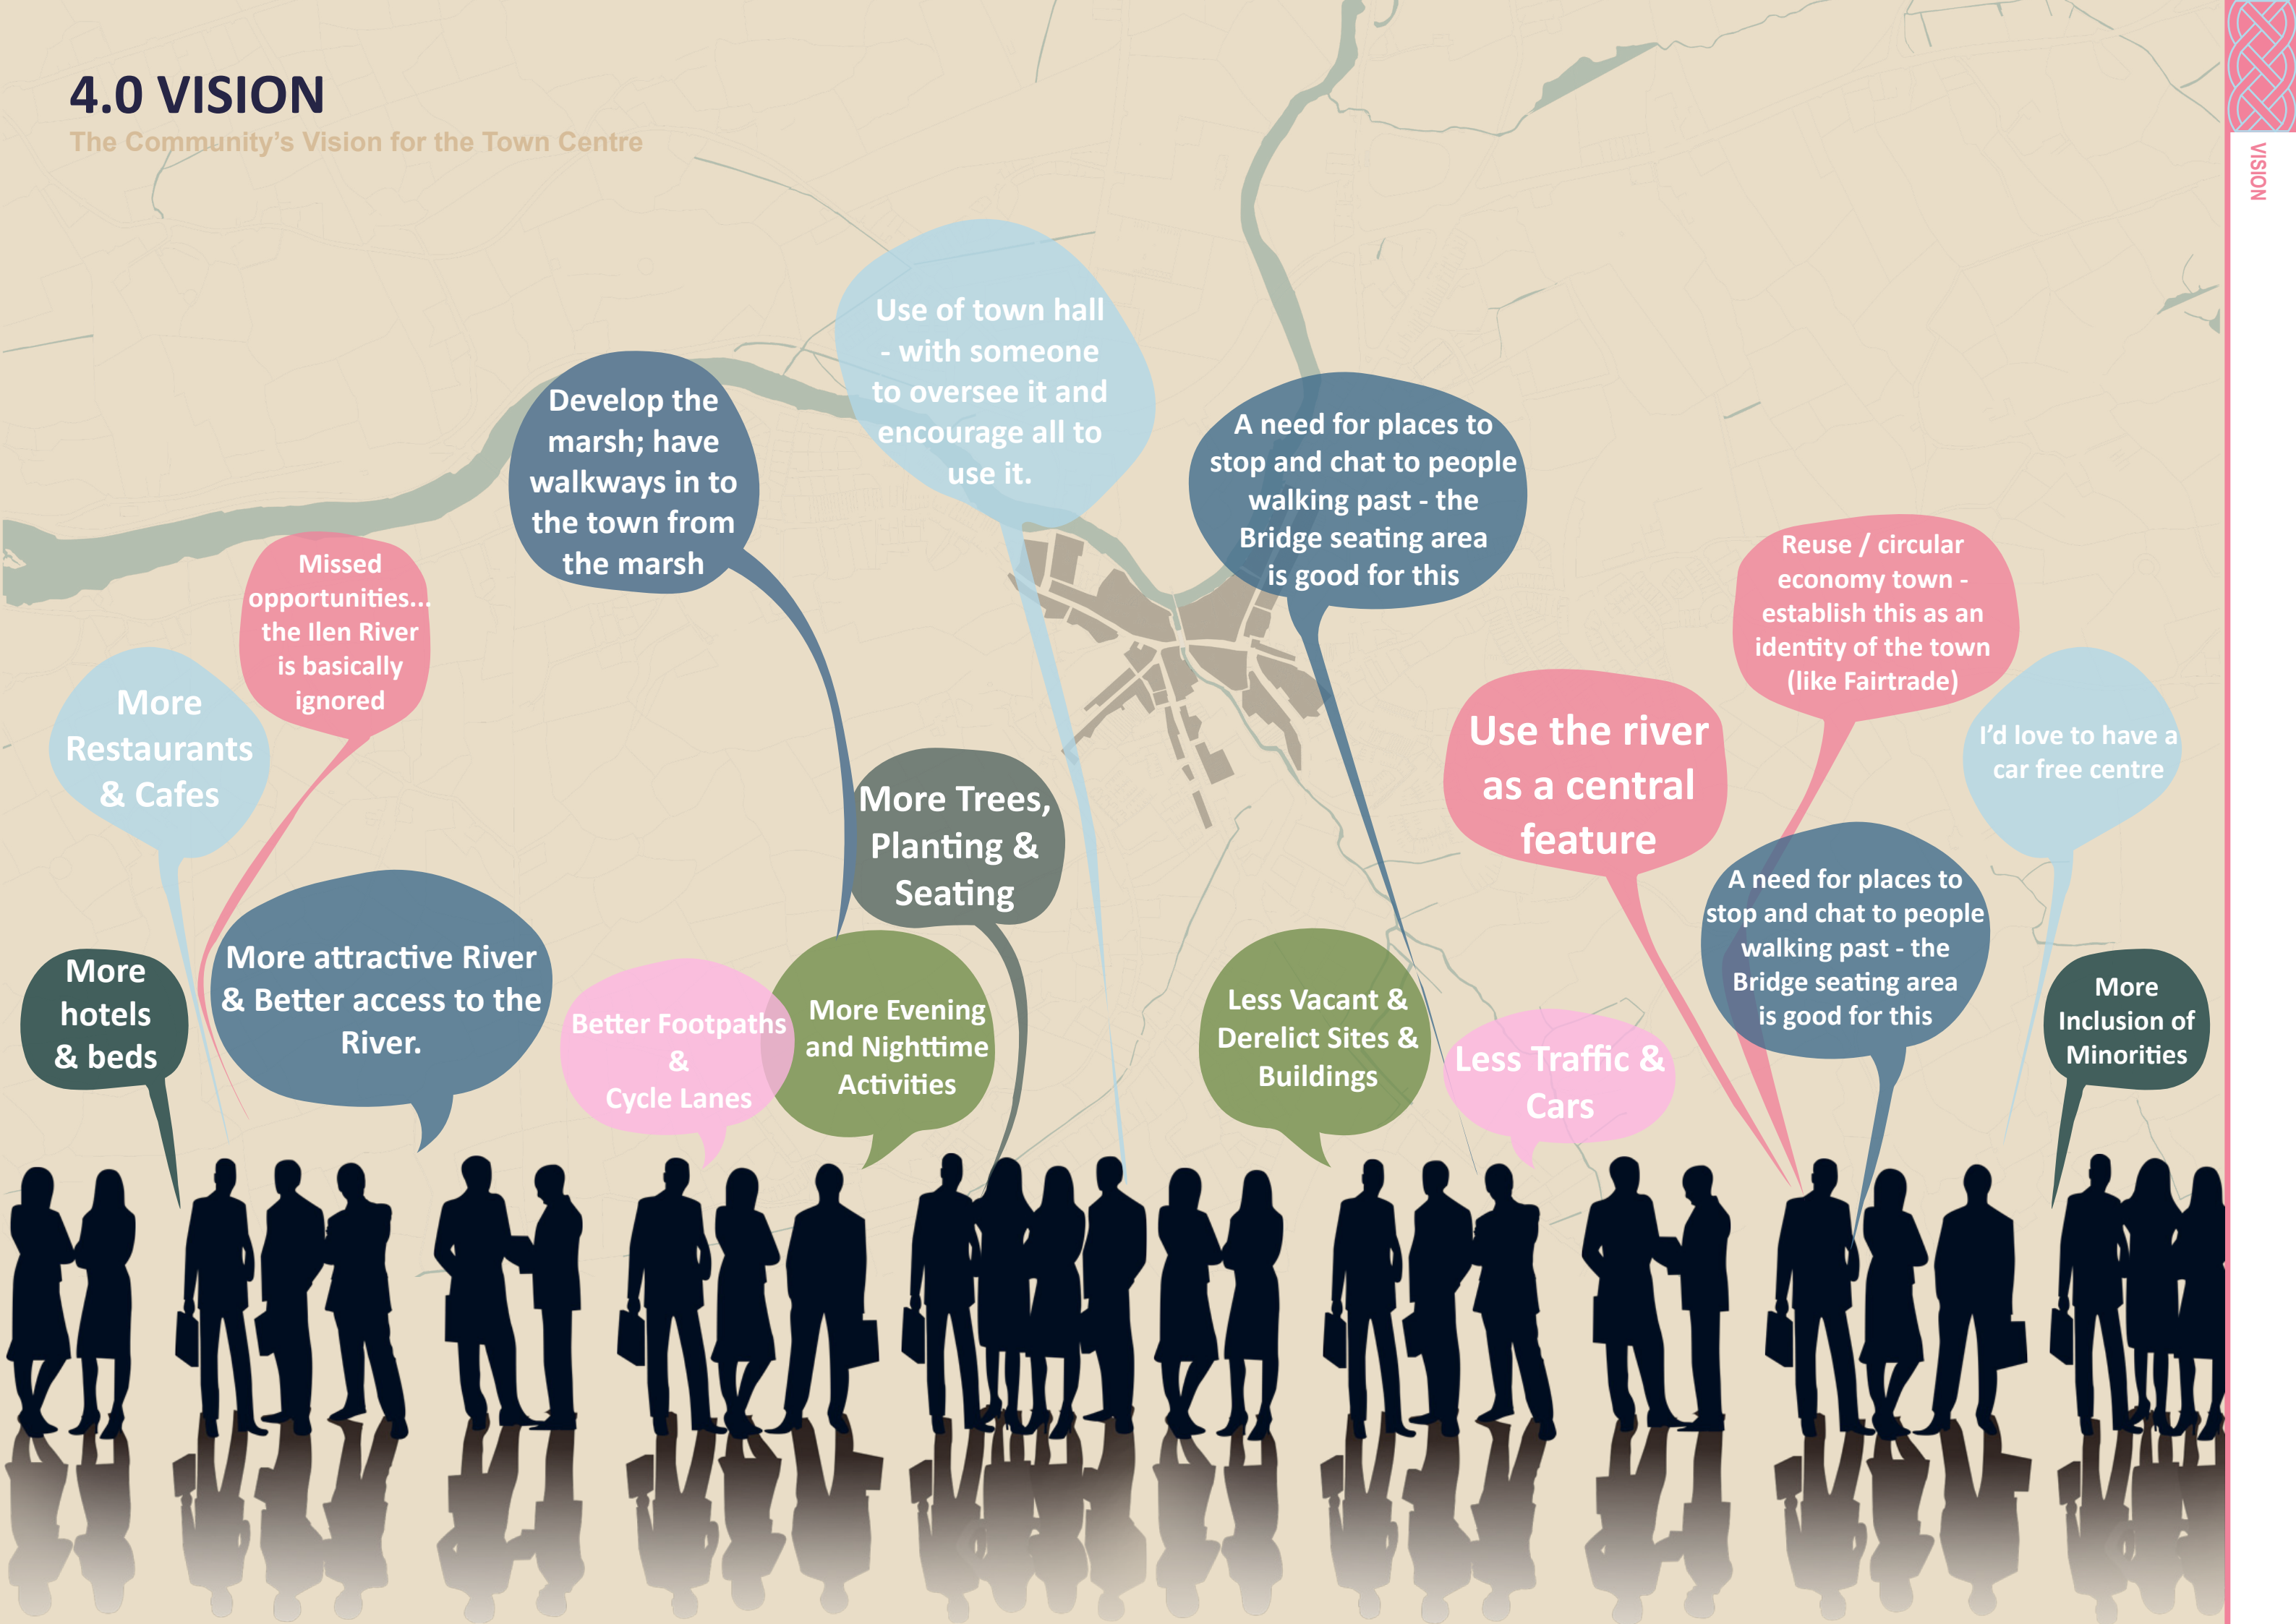 4.0 VISION
The Community's Vision for the Town Centre
VISION
Use of town hall
- with someone
to oversee it and
encourage all to
use it.
Develop the
marsh; have
walkways in to
the town from
the marsh
A need for places to
stop and chat to people
walking past - the
Bridge seating area
is good for this
Missed
opportunities...
the Ilen River
is basically
ignored
Reuse / circular
economy town -
establish this as an
identity of the town
(like Fairtrade)
More
Restaurants
& Cafes
Use the river
as a central
feature
I'd love to have a
car free centre
More Trees,
Planting &
Seating
A need for places to
stop and chat to people
walking past - the
Bridge seating area
is good for this
More
hotels
& beds
More attractive River
& Better access to the
River.
Better Footpaths
&
Cycle Lanes
More Evening
and Nighttime
Activities
Less Vacant &
Derelict Sites &
Buildings
Less Traffic &
Cars
More
Inclusion of
Minorities